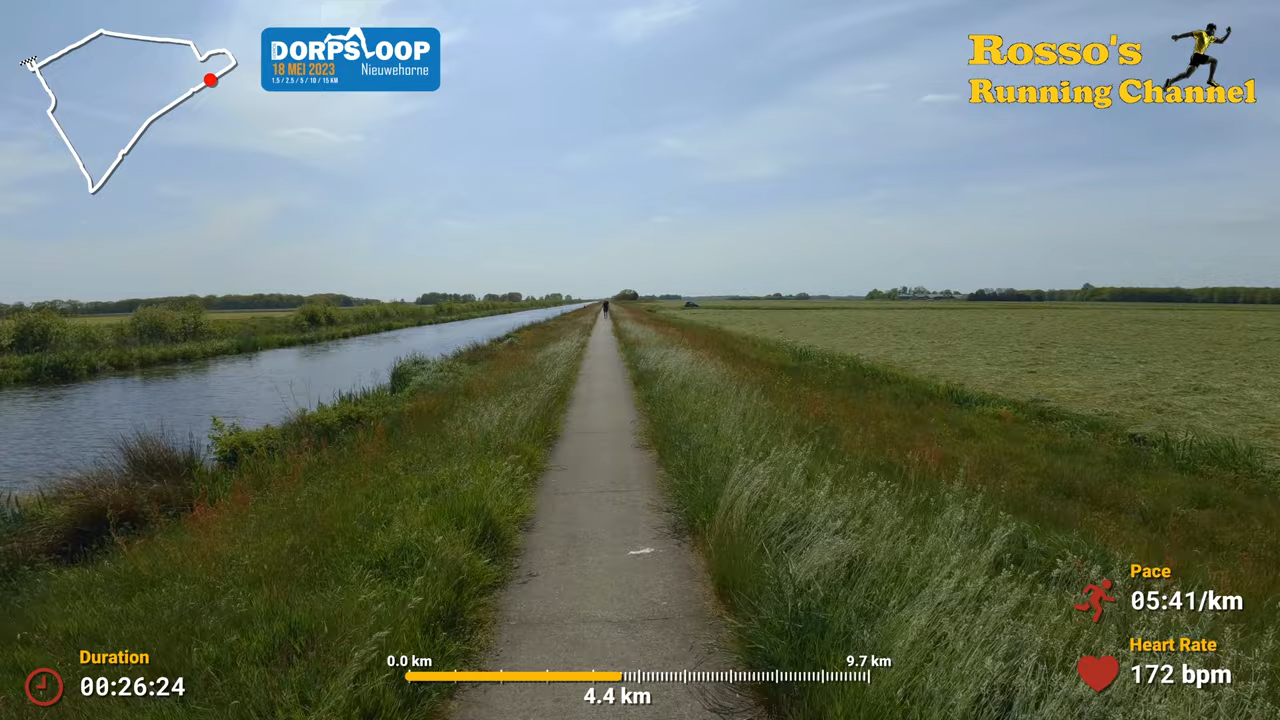 DORPSLOOP
18 MEI 2023
Nieuwehorne
1.5 / 2.5 / 5 / 10 / 15 KM
Rosso's
Running Channel
Pace
05:41/km
Heart Rate
172 bpm
Duration
00:26:24
0.0 km
9.7 km
4.4 km